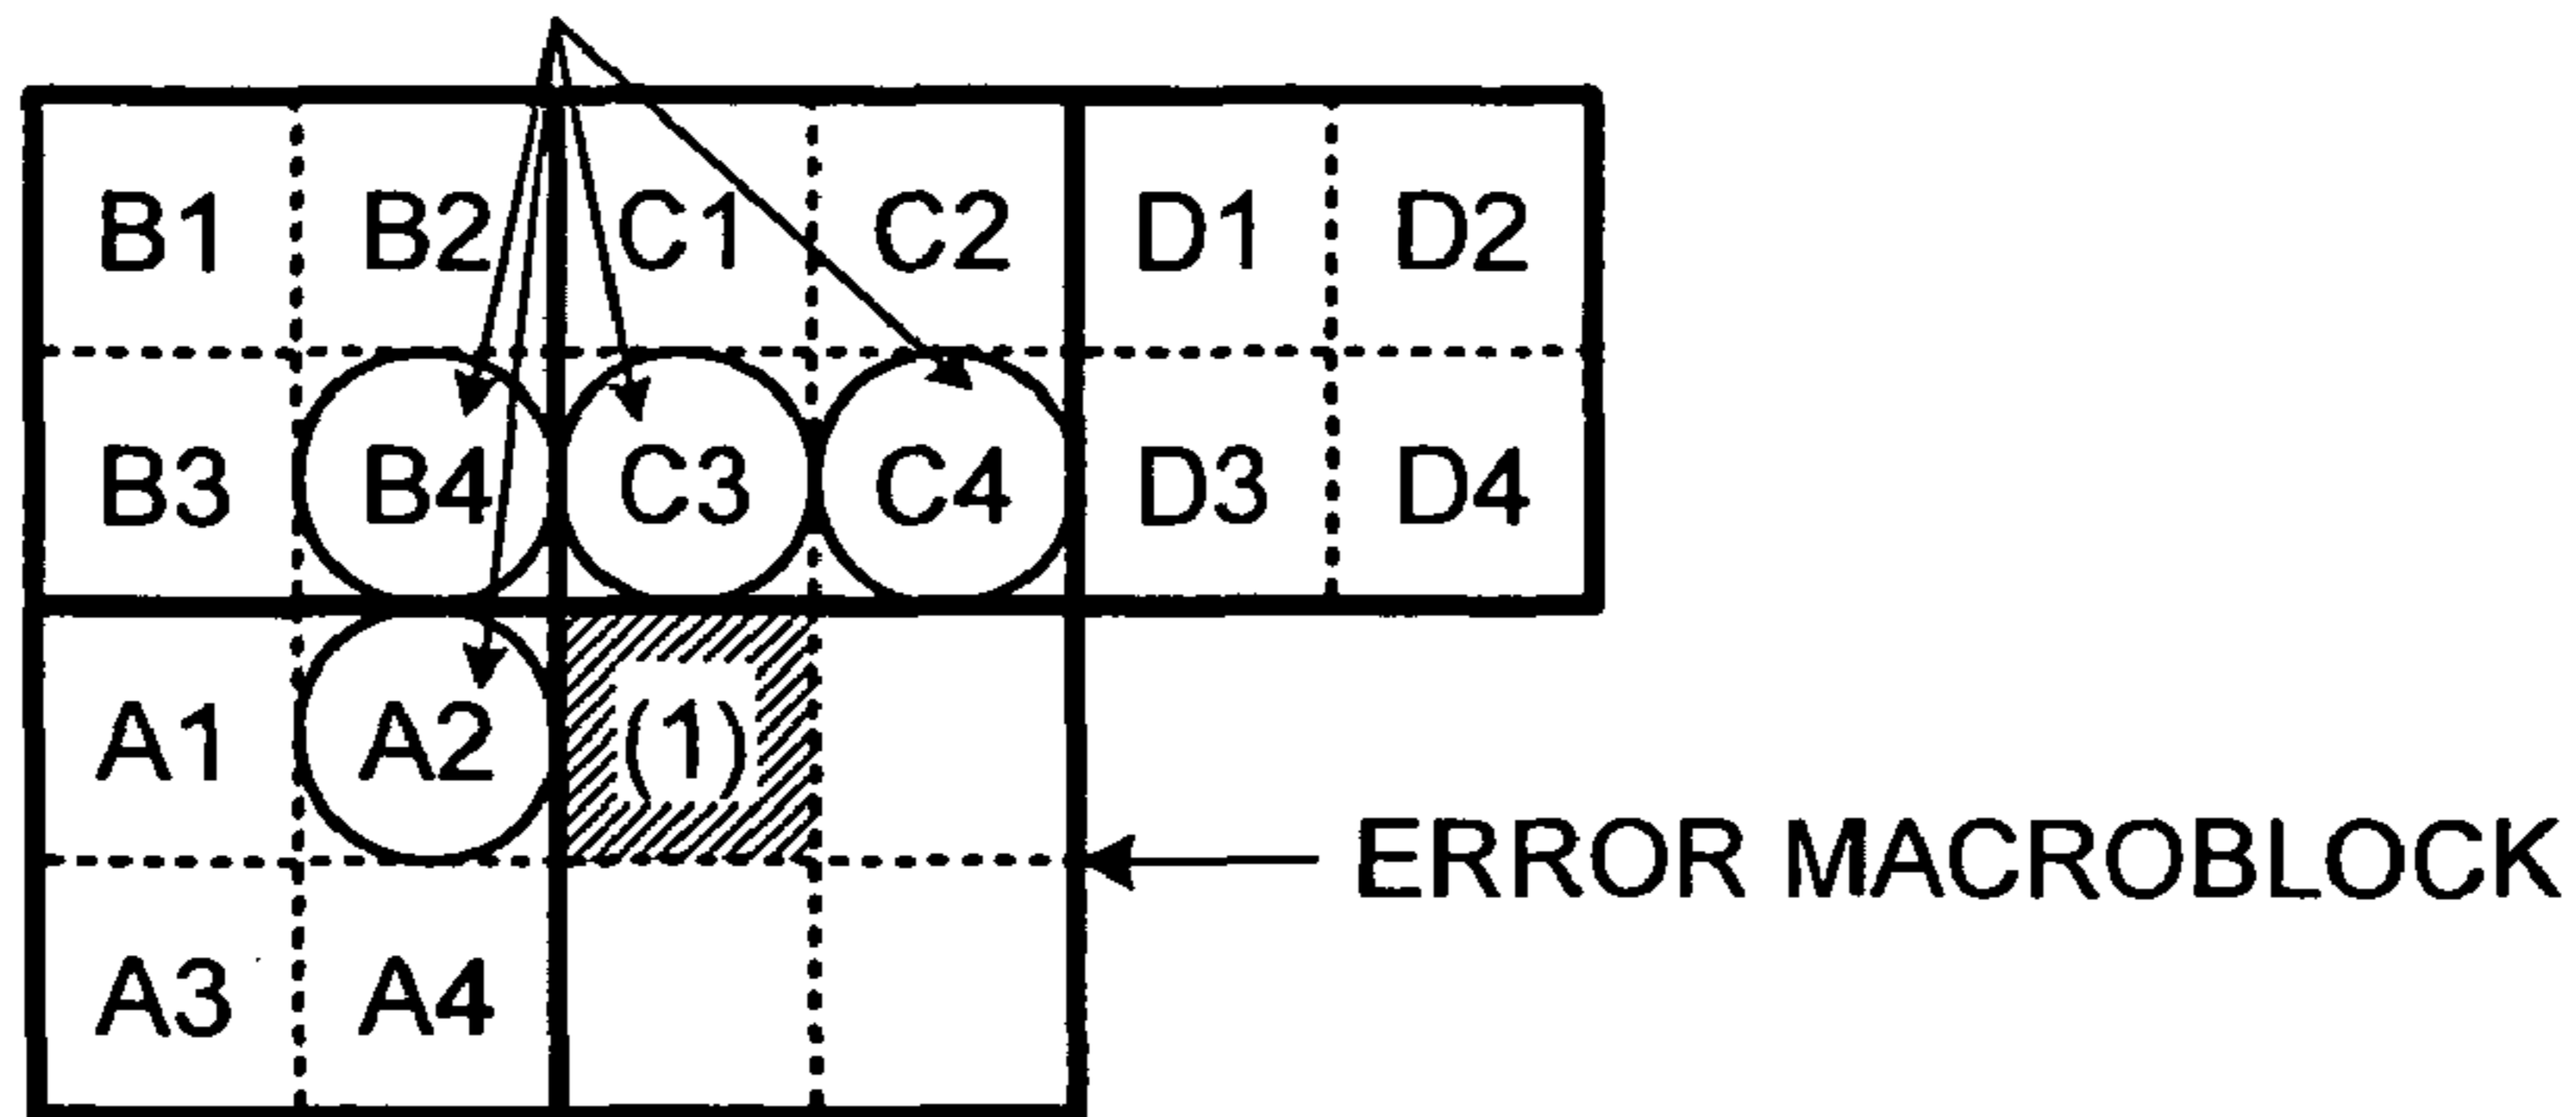 B1 B2 C1 C2 D1 D2
B3 B4 C3 C4 D3 D4
A1 A2 (1)
ERROR MACROBLOCK
A3 A4